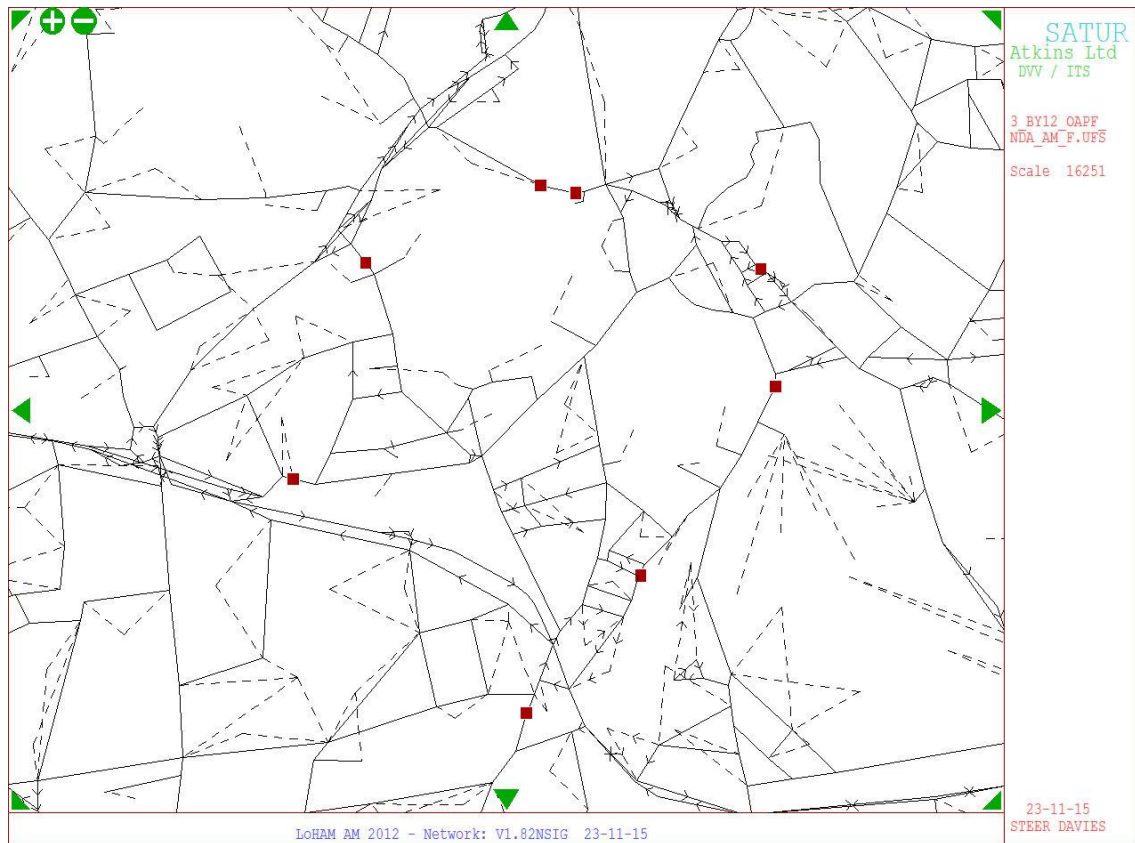 SATUR
Atkins Ltd
DVV / ITS
3_BY12_OAPF_
NDA_AM_F.UFS
Scale 16251
23-11-15
STEER DAVIES
LoHAM AM 2012 - Network: V1.82NSIG 23-11-15